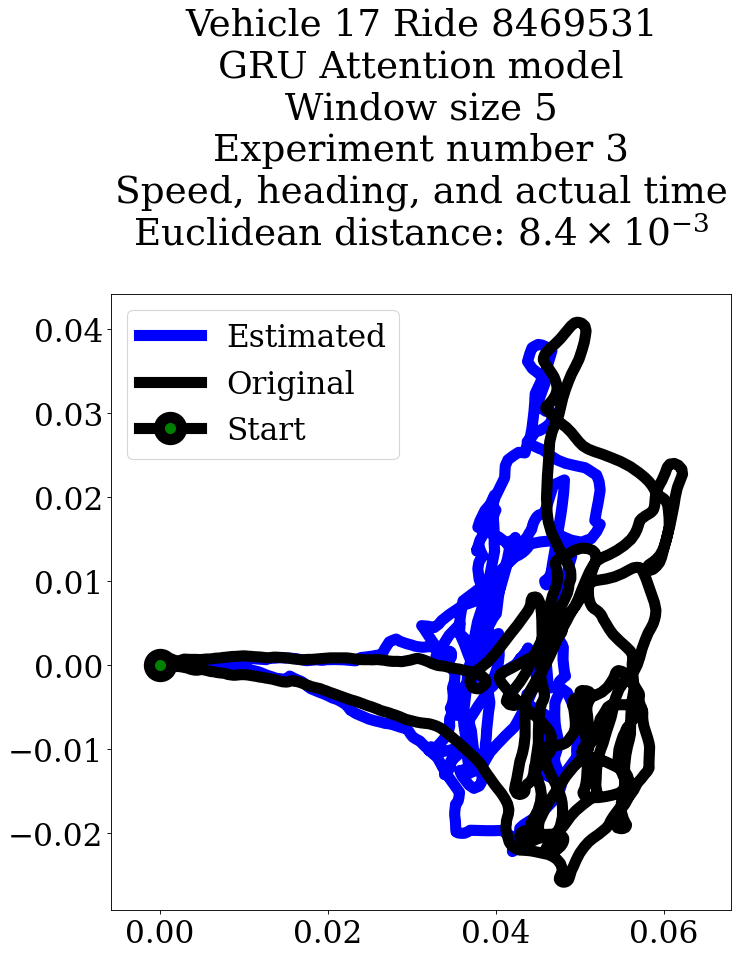 Vehicle 17 Ride 8469531
GRU Attention model
Window size 5
Experiment number 3
Speed, heading, and actual time
Euclidean distance: 8.4 × 10⁻³
Estimated
Original
Start
0.04
0.03
0.02
0.01
0.00
−0.01
−0.02
0.00 0.02 0.04 0.06